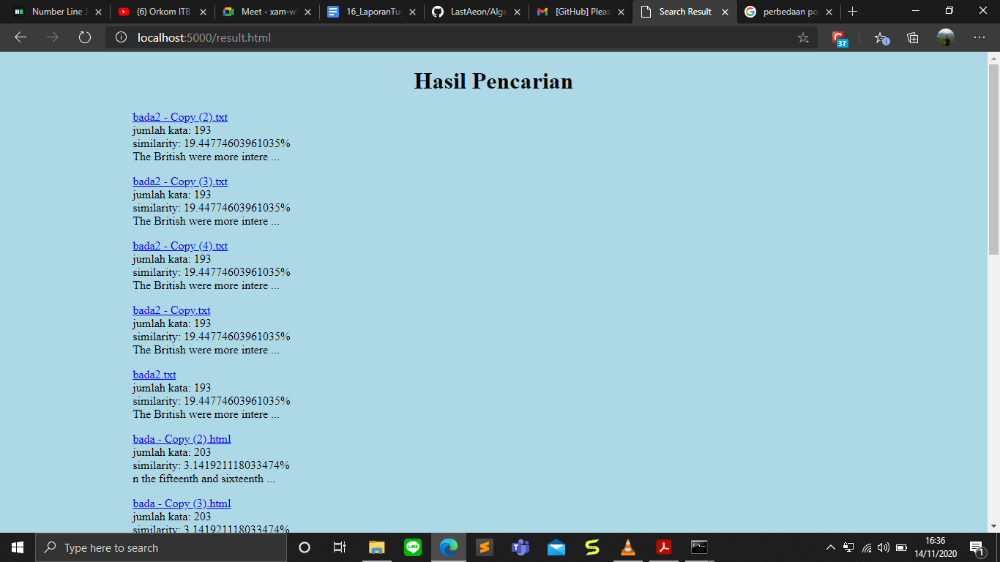 Number Line J
(6) Orkom ITB
Meet - xam-w
16_LaporanTu
LastAeon/Alge
[GitHub] Pleas
Search Result
perbedaan po
localhost:5000/result.html
37
Hasil Pencarian
bada2 - Copy (2).txt
jumlah kata: 193
similarity: 19.44774603961035%
The British were more intere ...
bada2 - Copy (3).txt
jumlah kata: 193
similarity: 19.44774603961035%
The British were more intere ...
bada2 - Copy (4).txt
jumlah kata: 193
similarity: 19.44774603961035%
The British were more intere ...
bada2 - Copy.txt
jumlah kata: 193
similarity: 19.44774603961035%
The British were more intere ...
bada2.txt
jumlah kata: 193
similarity: 19.44774603961035%
The British were more intere ...
bada - Copy (2).html
jumlah kata: 203
similarity: 3.141921118033474%
n the fifteenth and sixteenth ...
bada - Copy (3).html
jumlah kata: 203
similarity: 3.141921118033474%
Type here to search
LINE
16:36
14/11/2020
1